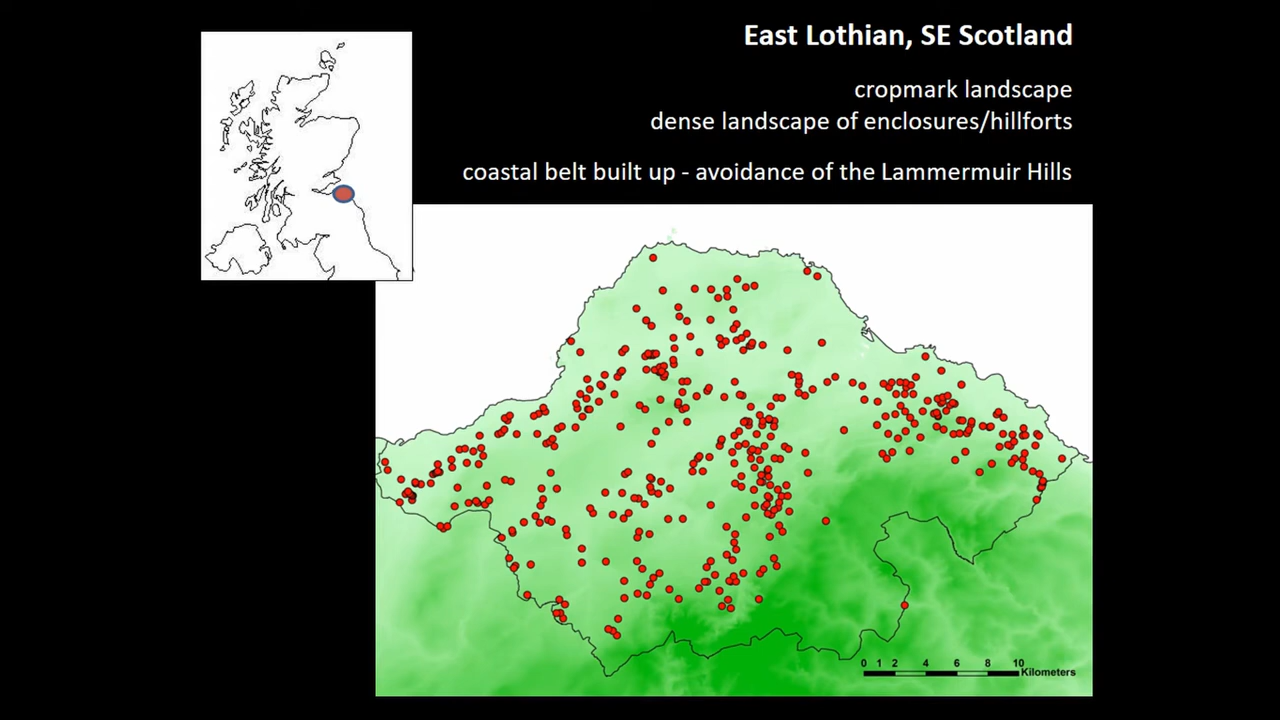 East Lothian, SE Scotland
cropmark landscape
dense landscape of enclosures/hillforts
coastal belt built up - avoidance of the Lammermuir Hills
0 1 2 4 6 8 10
Kilometers